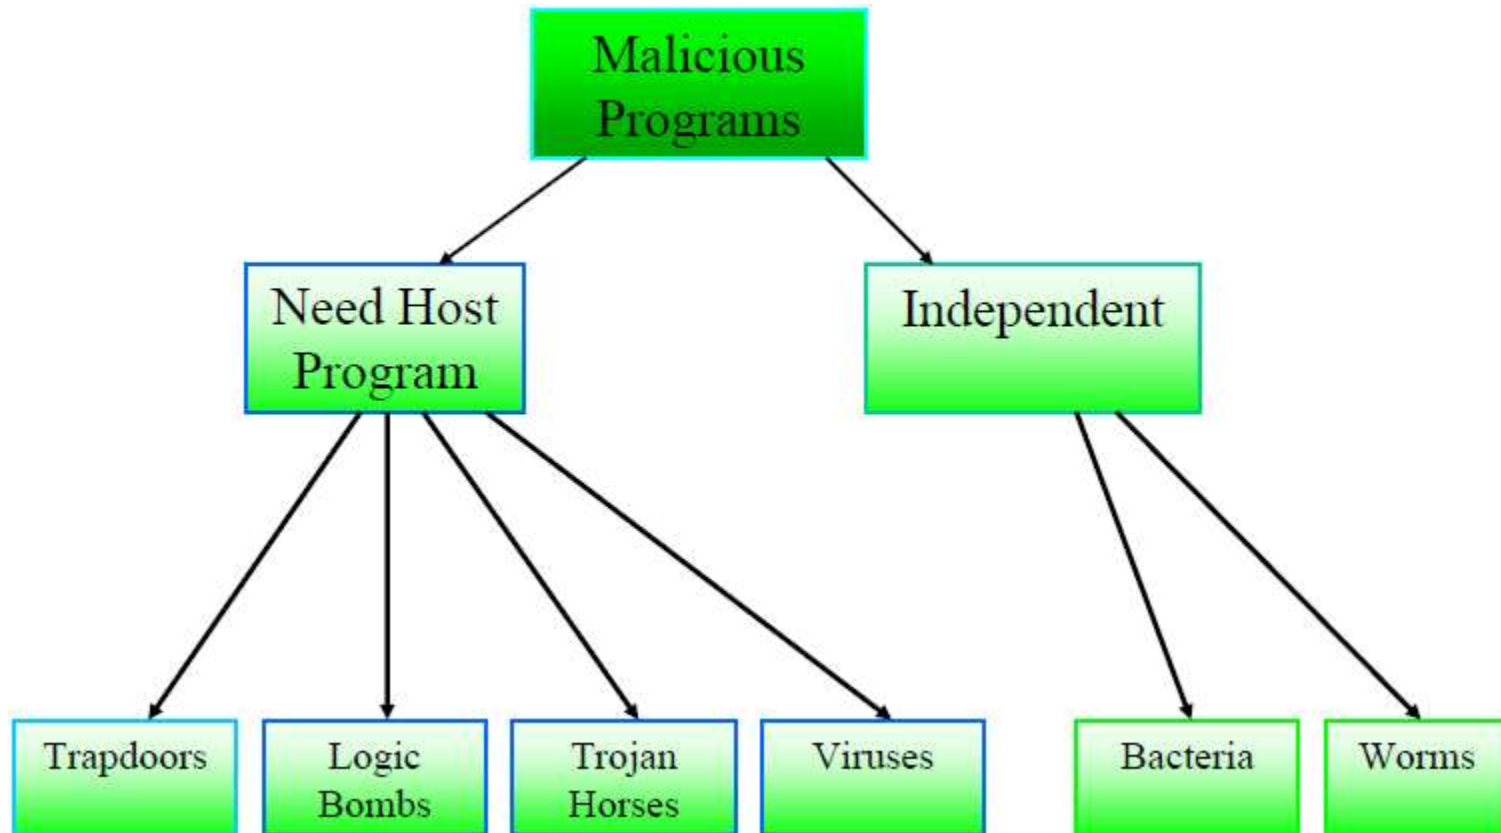 Malicious
Programs
Need Host
Program
Independent
Trapdoors
Logic
Bombs
Trojan
Horses
Viruses
Bacteria
Worms